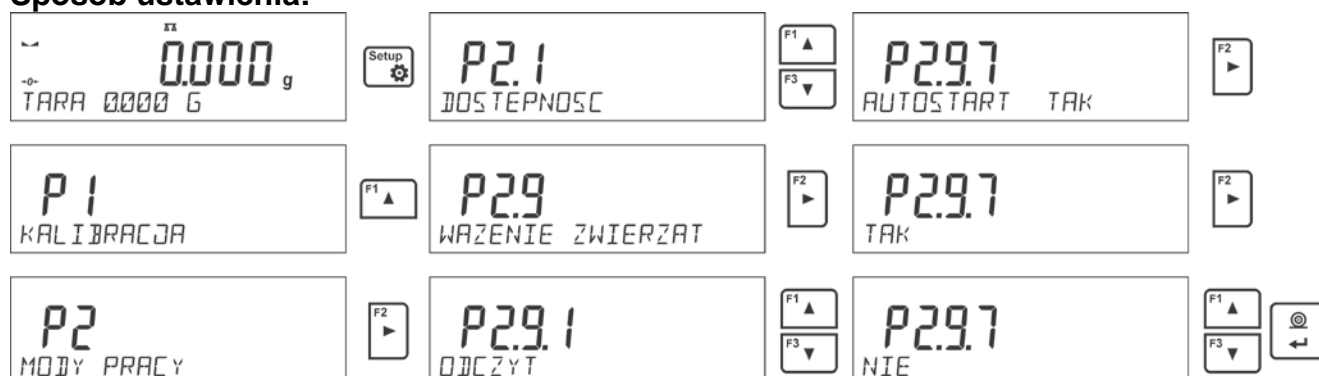 Sposób ustawienia:
0.000 g
→0←
TARA 0.000 G
Setup
P1
KALIBRACJA
F1
P2
MODY PRACY
F2
P2.1
DOSTEPNOSC
F1
F3
P2.9
WAZENIE ZWIERZAT
F2
P2.9.1
ODCZYT
F1
F3
P2.9.7
AUTOSTART TAK
F2
P2.9.7
TAK
F2
P2.9.7
NIE
F1
F3